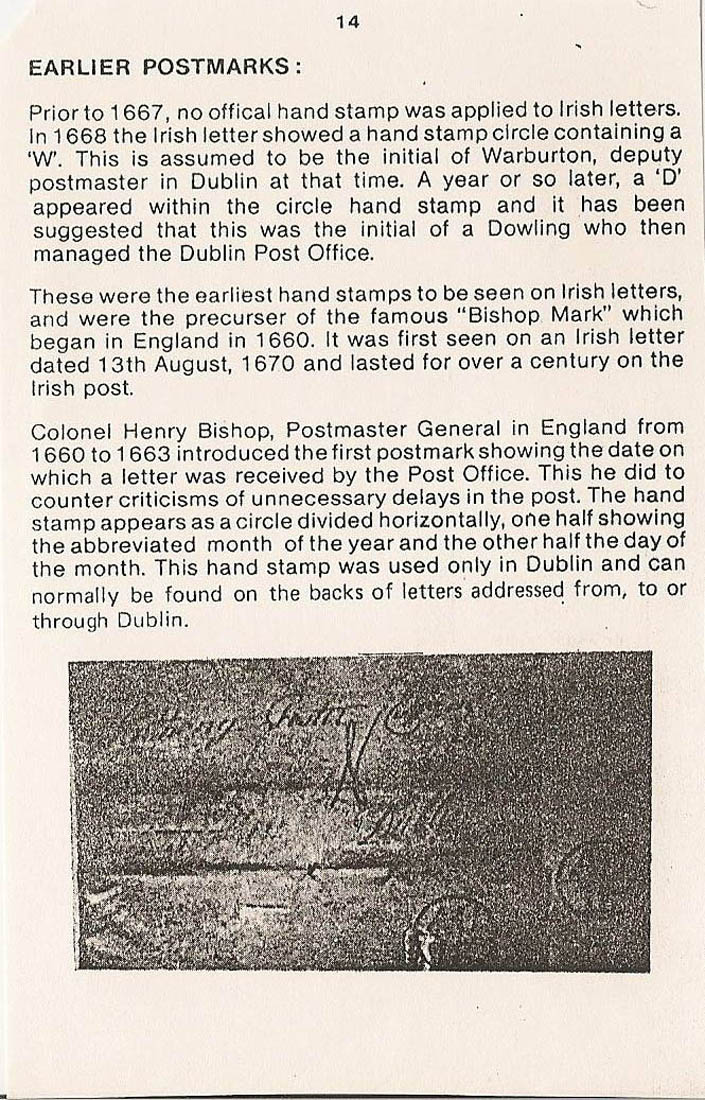 14
EARLIER POSTMARKS:
Prior to 1667, no offical hand stamp was applied to Irish letters.
In 1668 the Irish letter showed a hand stamp circle containing a
'W'. This is assumed to be the initial of Warburton, deputy
postmaster in Dublin at that time. A year or so later, a 'D'
appeared within the circle hand stamp and it has been
suggested that this was the initial of a Dowling who then
managed the Dublin Post Office.
These were the earliest hand stamps to be seen on Irish letters,
and were the precurser of the famous "Bishop Mark" which
began in England in 1660. It was first seen on an Irish letter
dated 13th August, 1670 and lasted for over a century on the
Irish post.
Colonel Henry Bishop, Postmaster General in England from
1660 to 1663 introduced the first postmark showing the date on
which a letter was received by the Post Office. This he did to
counter criticisms of unnecessary delays in the post. The hand
stamp appears as a circle divided horizontally, one half showing
the abbreviated month of the year and the other half the day of
the month. This hand stamp was used only in Dublin and can
normally be found on the backs of letters addressed from, to or
through Dublin.